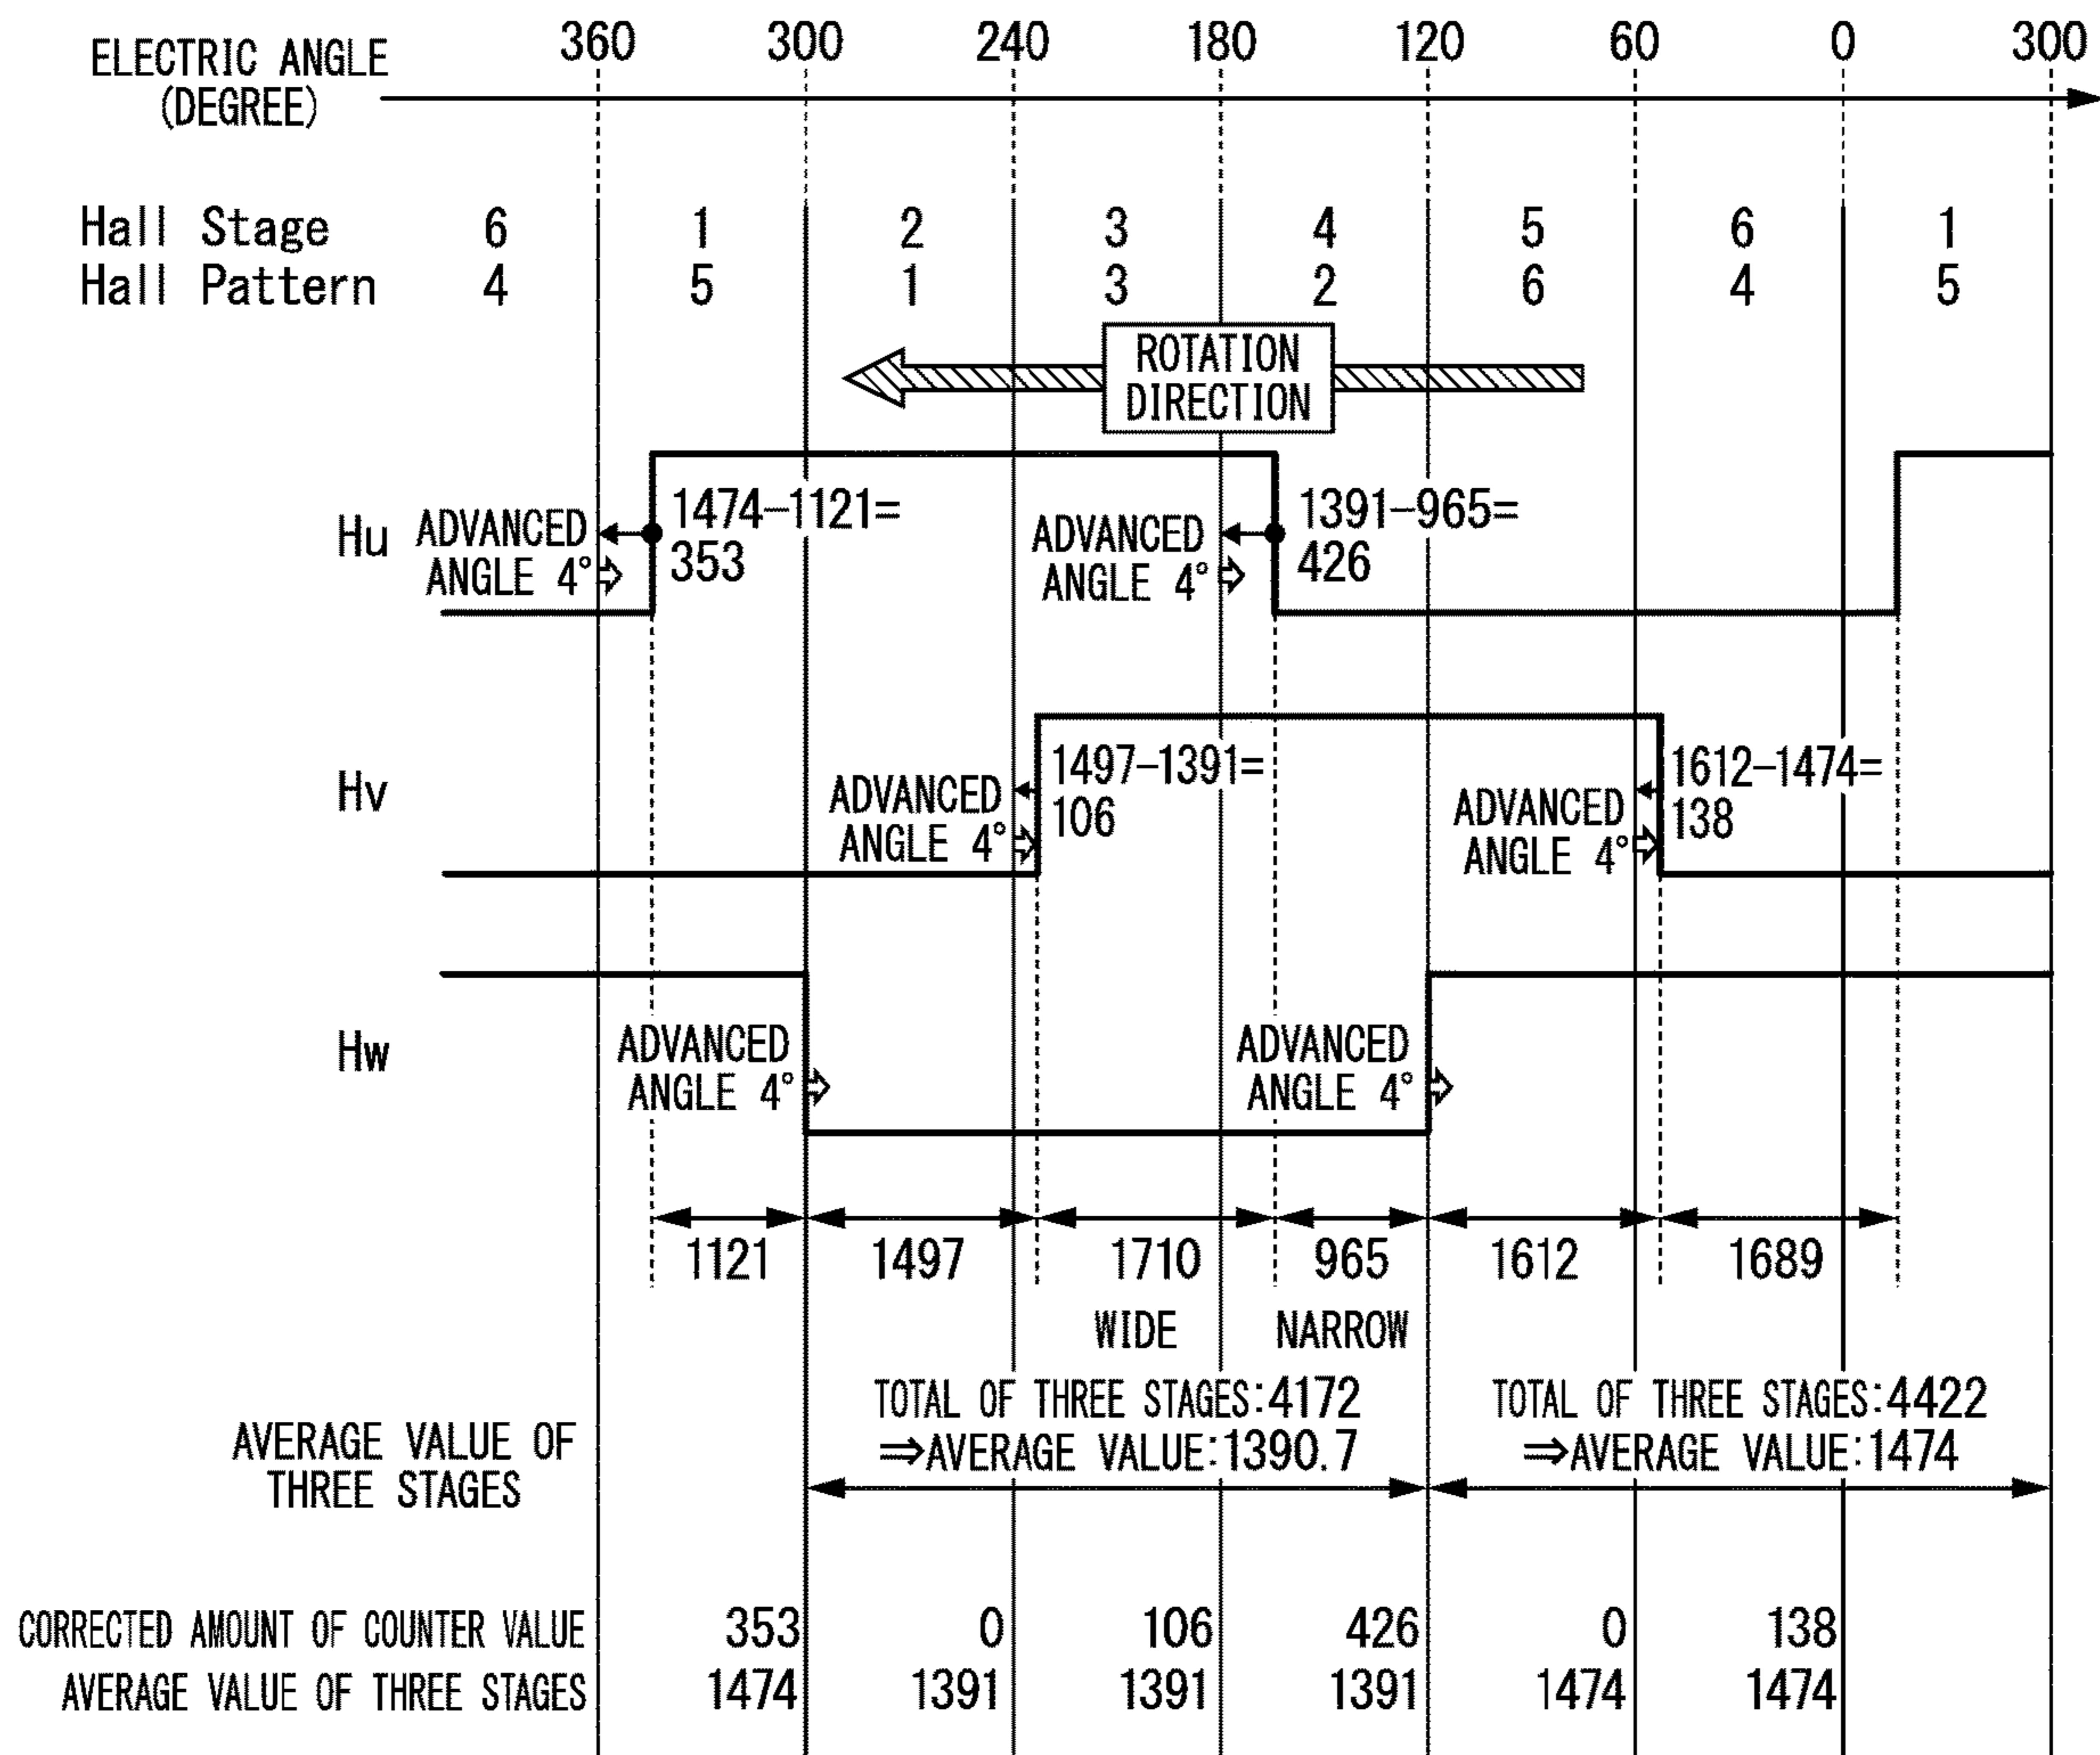 ELECTRIC ANGLE
(DEGREE)
360 300 240 180 120 60 0 300
Hall Stage 6 1 2 3 4 5 6 1
Hall Pattern 4 5 1 3 2 6 4 5
ROTATION
DIRECTION
Hu
ADVANCED
ANGLE 4°
1474-1121=
353
ADVANCED
ANGLE 4°
1391-965=
426
Hv
ADVANCED
ANGLE 4°
1497-1391=
106
ADVANCED
ANGLE 4°
1612-1474=
138
Hw
ADVANCED
ANGLE 4°
ADVANCED
ANGLE 4°
1121 1497 1710 965 1612 1689
WIDE NARROW
AVERAGE VALUE OF
THREE STAGES
TOTAL OF THREE STAGES:4172
⇒AVERAGE VALUE:1390.7
TOTAL OF THREE STAGES:4422
⇒AVERAGE VALUE:1474
CORRECTED AMOUNT OF COUNTER VALUE 353 0 106 426 0 138
AVERAGE VALUE OF THREE STAGES 1474 1391 1391 1391 1474 1474